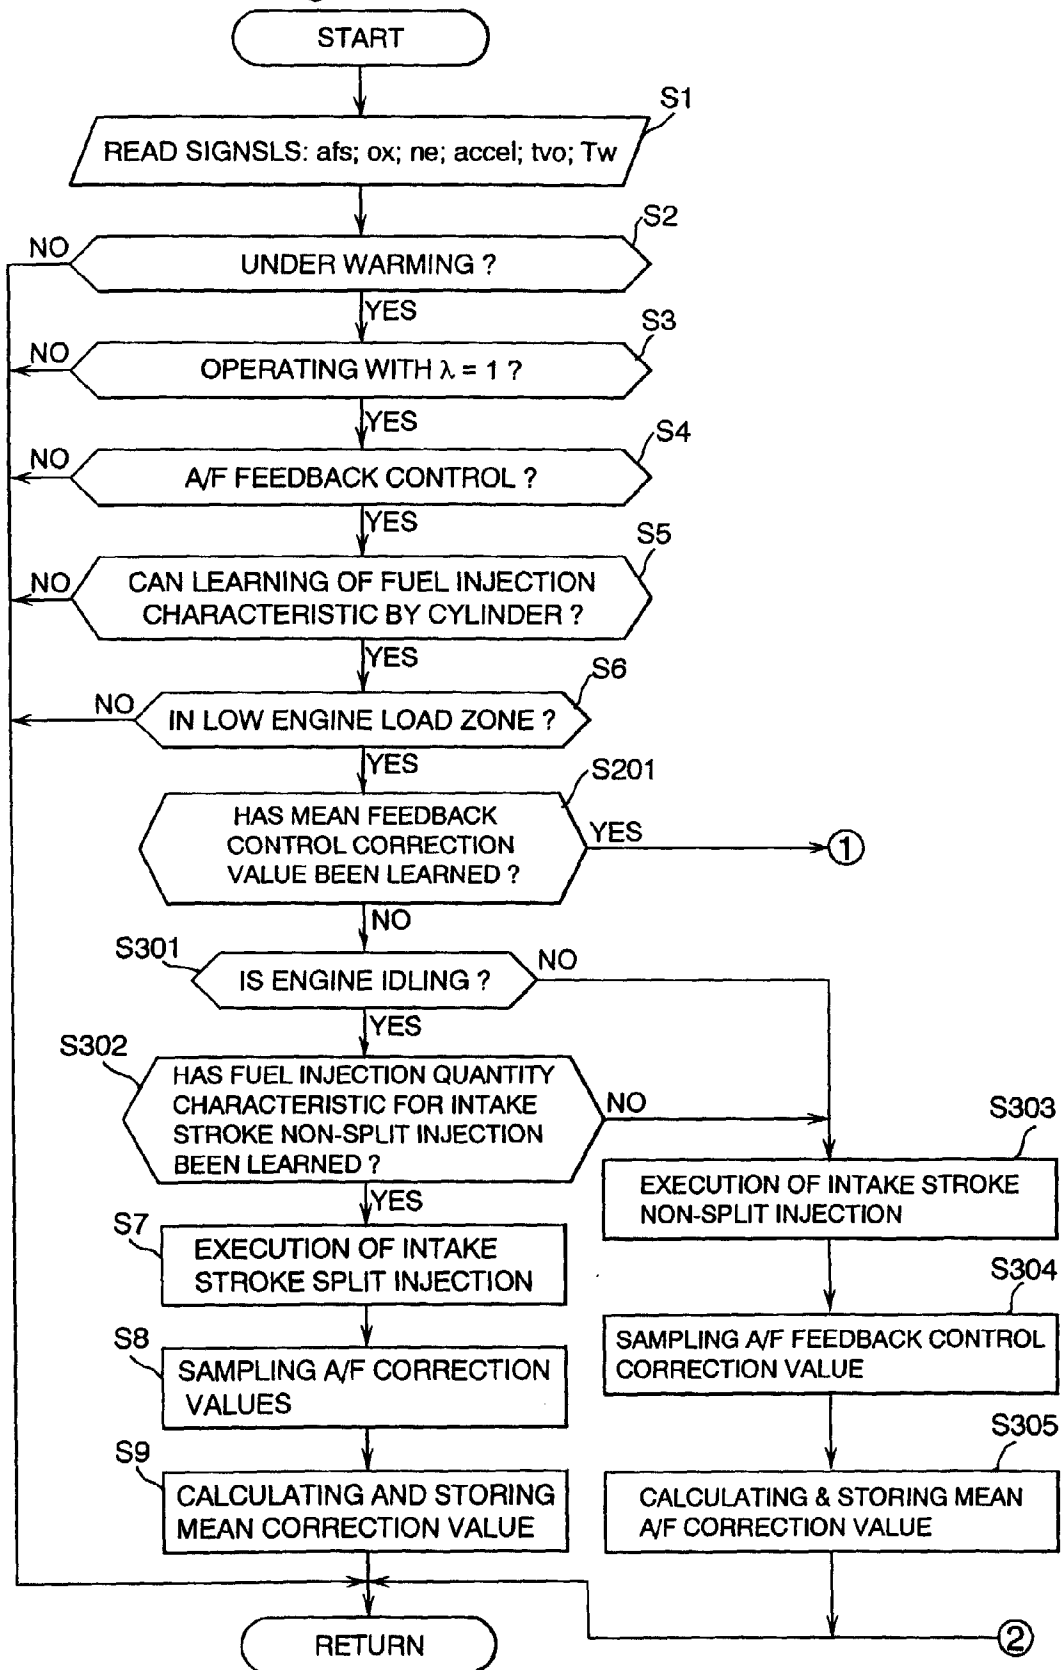 START
S1
READ SIGNSLS: afs; ox; ne; accel; tvo; Tw
S2
NO
UNDER WARMING ?
YES
S3
NO
OPERATING WITH λ = 1 ?
YES
S4
NO
A/F FEEDBACK CONTROL ?
YES
S5
NO
CAN LEARNING OF FUEL INJECTION
CHARACTERISTIC BY CYLINDER ?
YES
S6
NO
IN LOW ENGINE LOAD ZONE ?
YES
S201
HAS MEAN FEEDBACK
CONTROL CORRECTION
VALUE BEEN LEARNED ?
YES
①
NO
S301
IS ENGINE IDLING ?
NO
YES
S302
HAS FUEL INJECTION QUANTITY
CHARACTERISTIC FOR INTAKE
STROKE NON-SPLIT INJECTION
BEEN LEARNED ?
NO
YES
S303
EXECUTION OF INTAKE STROKE
NON-SPLIT INJECTION
S7
EXECUTION OF INTAKE
STROKE SPLIT INJECTION
S304
SAMPLING A/F FEEDBACK CONTROL
CORRECTION VALUE
S8
SAMPLING A/F CORRECTION
VALUES
S305
CALCULATING & STORING MEAN
A/F CORRECTION VALUE
S9
CALCULATING AND STORING
MEAN CORRECTION VALUE
②
RETURN